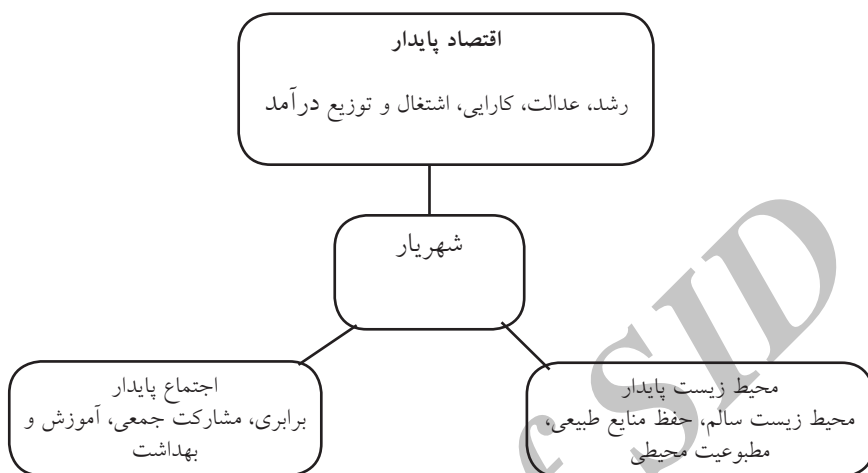 اقتصاد پایدار
رشد، عدالت، کارایی، اشتغال و توزیع درآمد
شهریار
اجتماع پایدار
برابری، مشارکت جمعی، آموزش و
بهداشت
محیط زیست پایدار
محیط زیست سالم، حفظ منابع طبیعی،
مطبوعیت محیطی
f SID